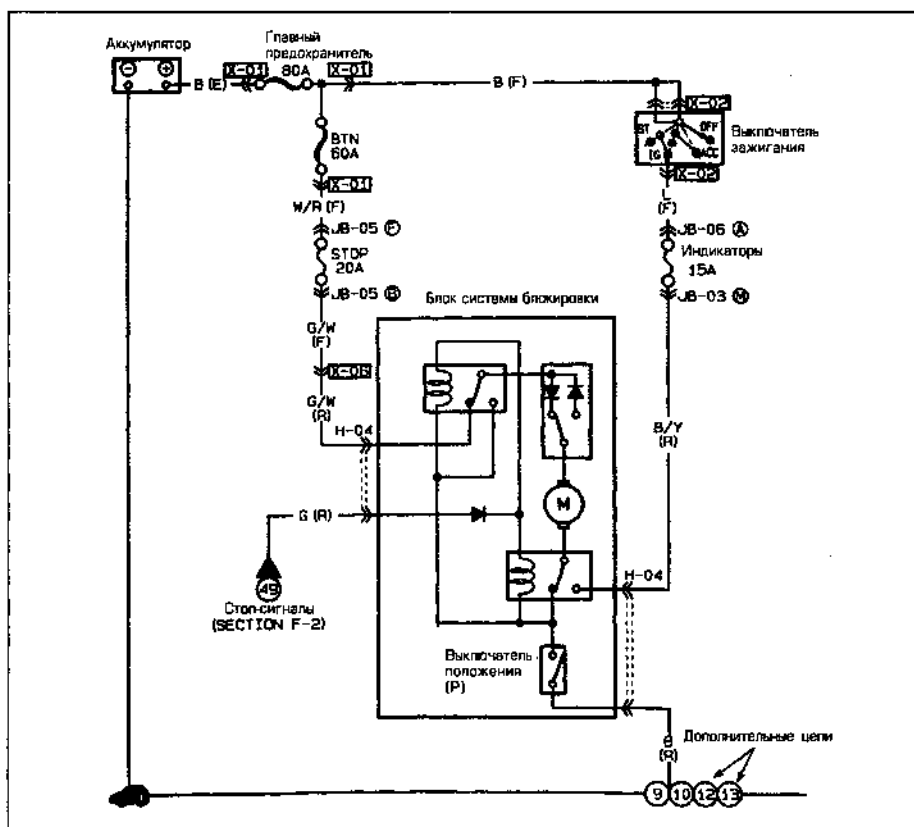 Аккумулятор
Главный
предохранитель
80A
X-01
X-01
B (E)
B (F)
X-02
ST
IG
OFF
ACC
Выключатель
зажигания
X-02
L
(F)
BTN
60A
X-01
W/R (F)
JB-05 F
STOP
20A
JB-05 B
JB-06 A
Индикаторы
15A
JB-03 M
Блок системы блокировки
G/W
(F)
X-06
G/W
(R)
H-04
B/Y
(R)
M
G (R)
H-04
49
Стоп-сигналы
(SECTION F-2)
Выключатель
положения
(P)
B
(R)
Дополнительные цепи
9 10 12 13